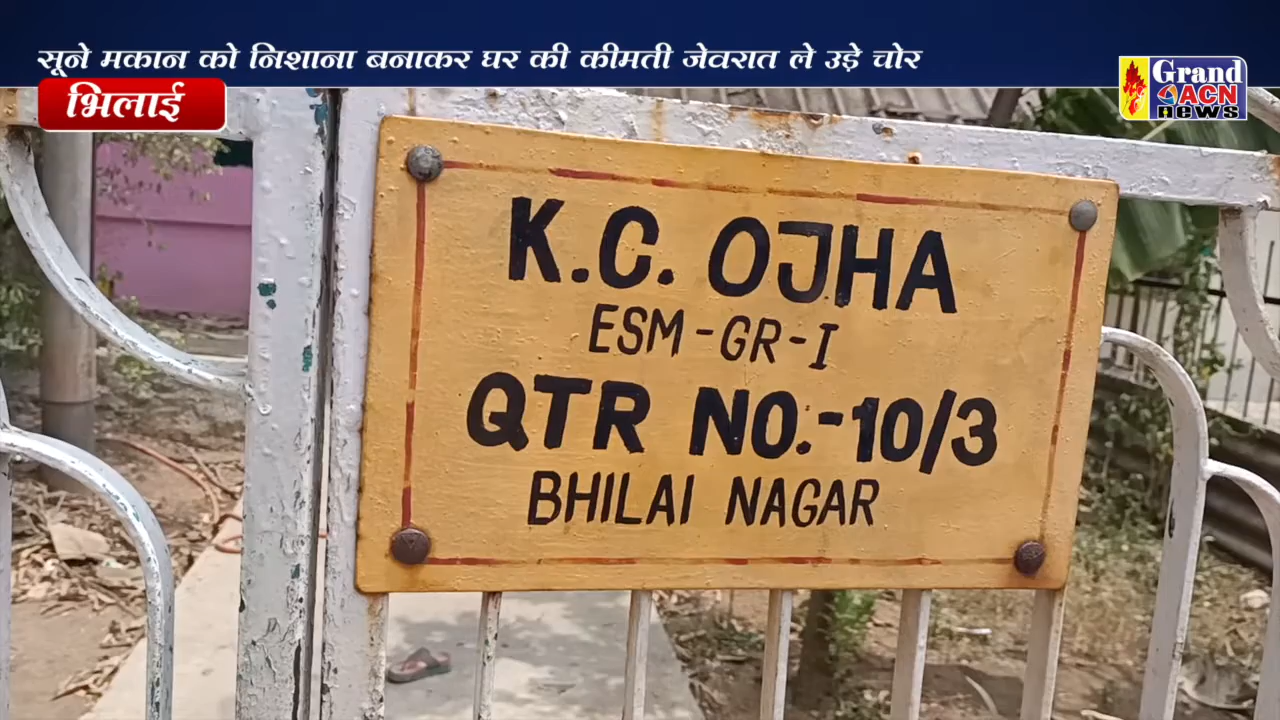 सूने मकान को निशाना बनाकर घर की कीमती जेवरात ले उड़े चोर
भिलाई
Grand
ACN
news
K.C. OJHA
ESM-GR-I
QTR NO.-10/3
BHILAI NAGAR